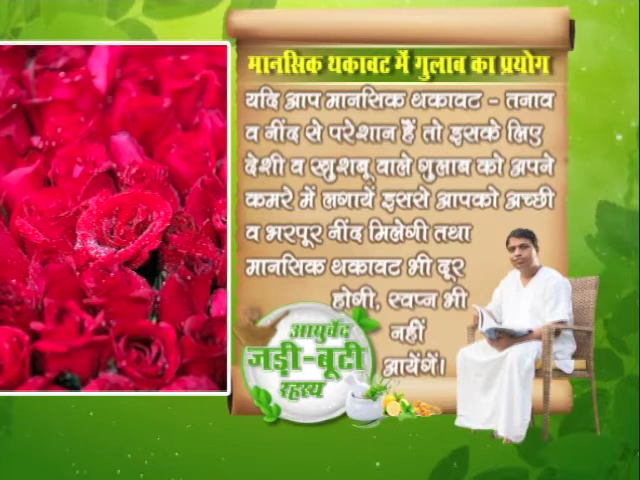 मानसिक थकावट में गुलाब का प्रयोग
यदि आप मानसिक थकावट - तनाव
व नींद से परेशान हैं तो इसके लिए
देशी व खुशबू वाले गुलाब को अपने
कमरे में लगायें इससे आपको अच्छी
व भरपूर नींद मिलेगी तथा
मानसिक थकावट भी दूर
होगी, स्वप्न भी
नहीं
आयेंगें।
आयुर्वेद
जड़ी-बूटी
रहस्य